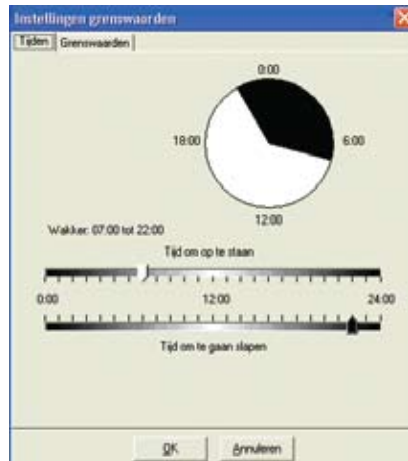 Instellingen grenswaarden
Tijden Grenswaarden
0:00
18:00 6:00
12:00
Wakker: 07:00 tot 22:00
Tijd om op te staan
0:00 12:00 24:00
Tijd om te gaan slapen
OK Annuleren